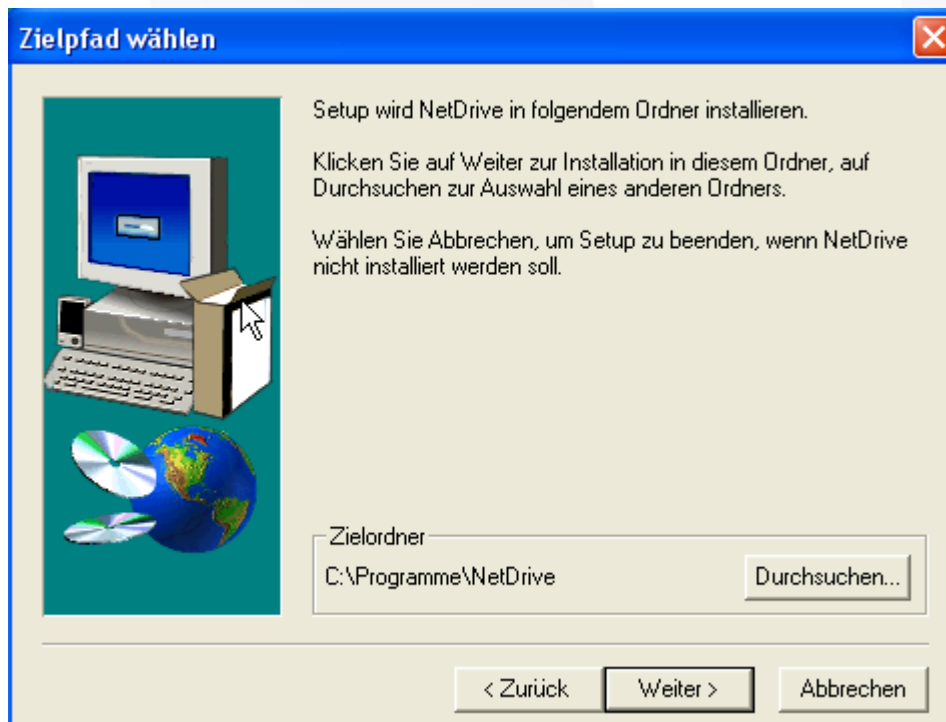 Zielpfad wählen
Setup wird NetDrive in folgendem Ordner installieren.
Klicken Sie auf Weiter zur Installation in diesem Ordner, auf
Durchsuchen zur Auswahl eines anderen Ordners.
Wählen Sie Abbrechen, um Setup zu beenden, wenn NetDrive
nicht installiert werden soll.
Zielordner
C:\Programme\NetDrive
Durchsuchen...
< Zurück
Weiter >
Abbrechen